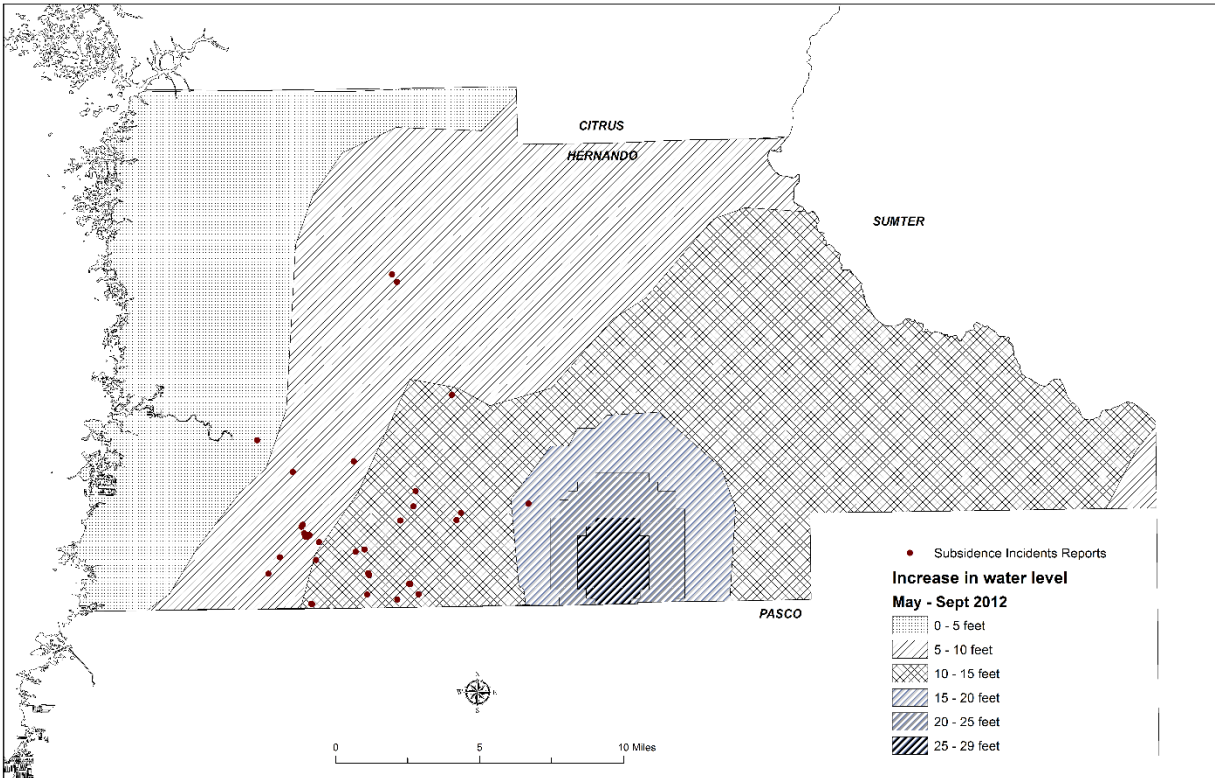 CITRUS
HERNANDO
SUMTER
PASCO
Subsidence Incidents Reports
Increase in water level
May - Sept 2012
0 - 5 feet
5 - 10 feet
10 - 15 feet
15 - 20 feet
20 - 25 feet
25 - 29 feet
N
W E
S
0 5 10 Miles